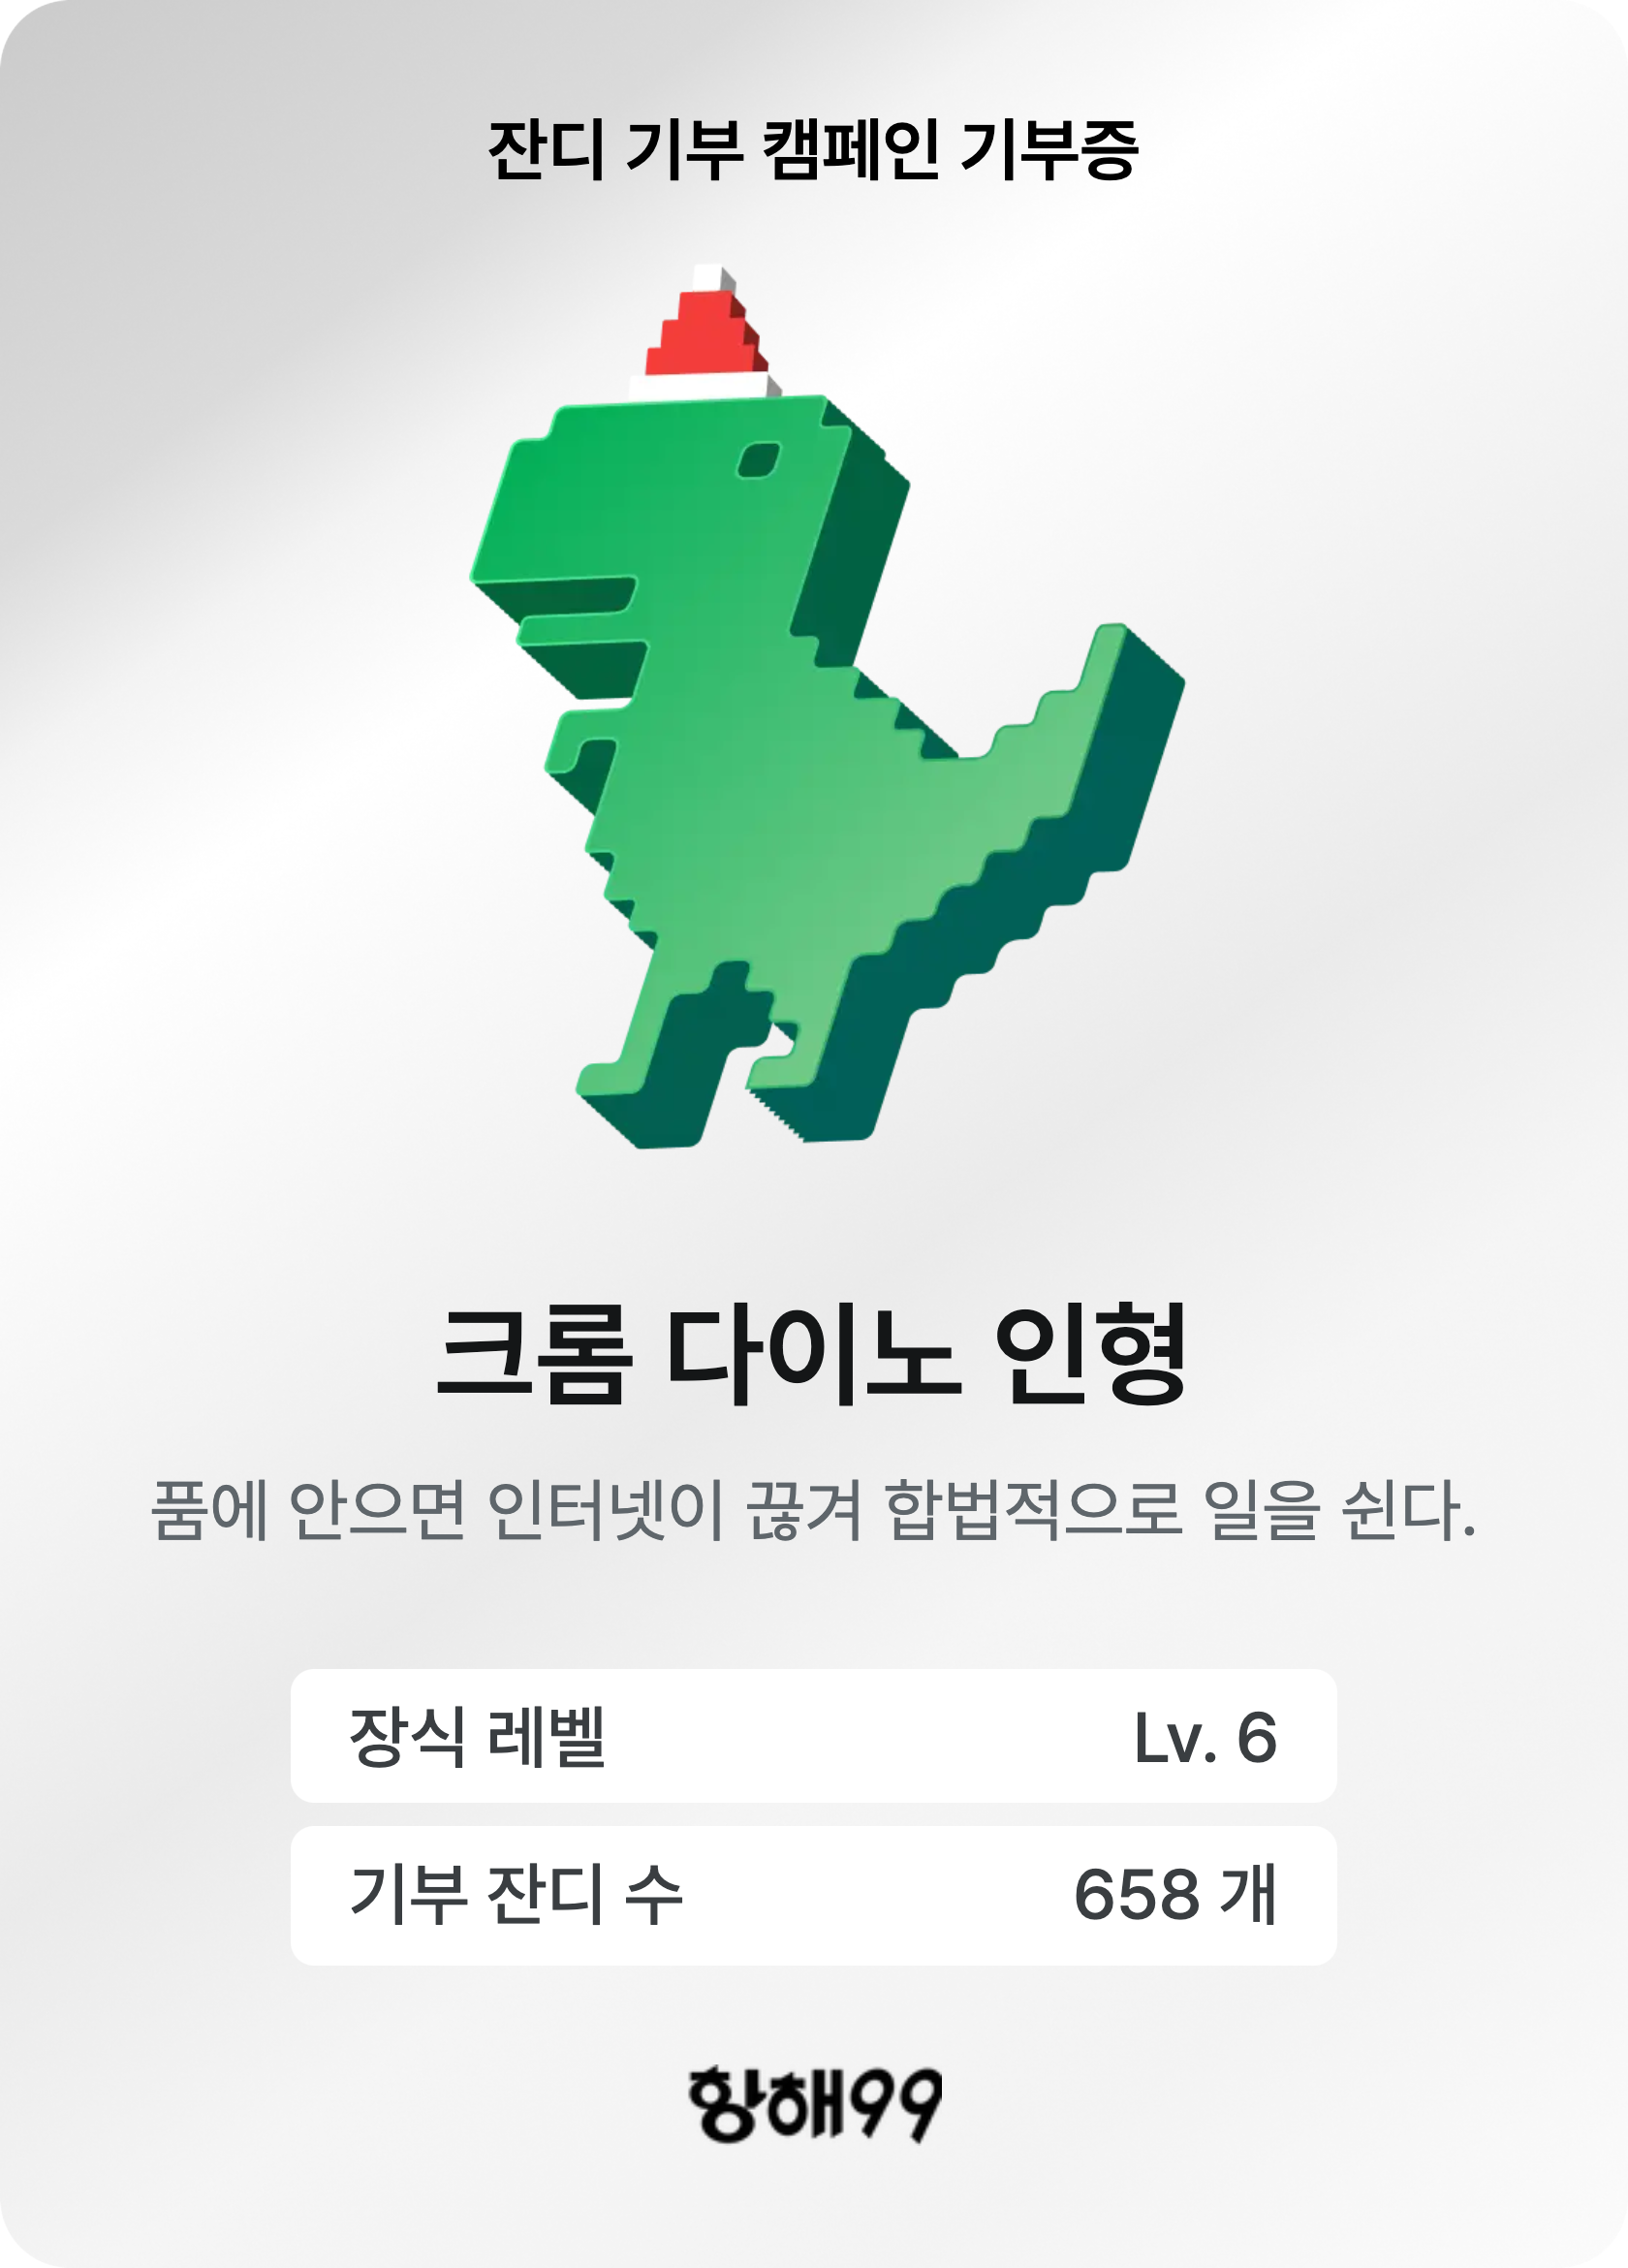 잔디 기부 캠페인 기부증
크롬 다이노 인형
품에 안으면 인터넷이 끊겨 합법적으로 일을 쉰다.
장식 레벨 Lv. 6
기부 잔디 수 658 개
항해99